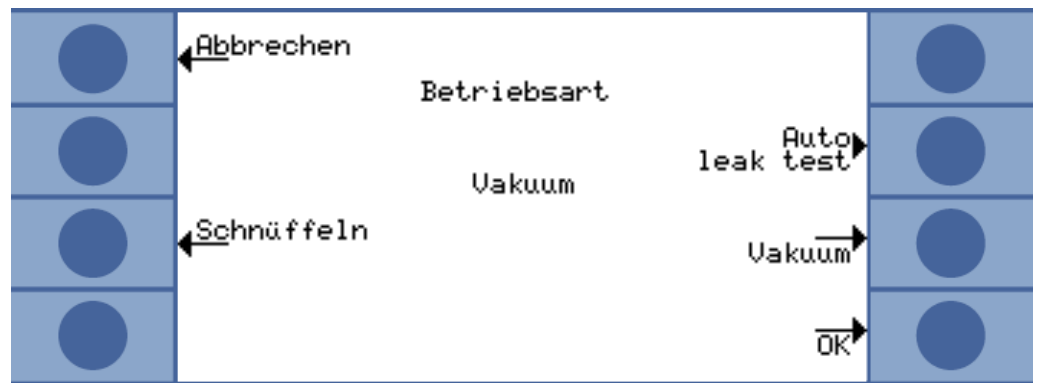 Abbrechen
Betriebsart
Auto
leak test
Vakuum
Schnüffeln
Vakuum
OK